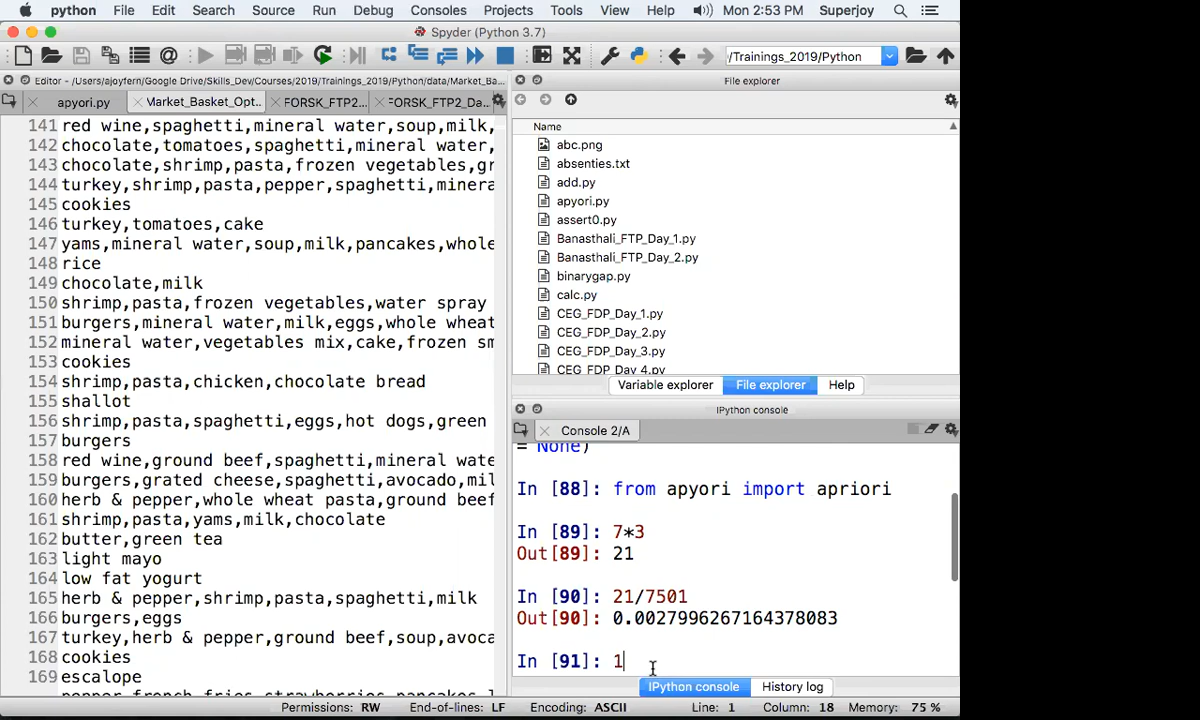 python File Edit Search Source Run Debug Consoles Projects Tools View Help Mon 2:53 PM Superjoy
Spyder (Python 3.7)
/Trainings_2019/Python
Editor - /Users/ajoyfern/Google Drive/Skills_Dev/Courses/2019/Trainings_2019/Python/data/Market_Ba...
apyori.py Market_Basket_Opt.. FORSK_FTP2... FORSK_FTP2_Da...
141 red wine,spaghetti,mineral water,soup,milk,
142 chocolate,tomatoes,spaghetti,mineral water,
143 chocolate,shrimp,pasta,frozen vegetables,gr
144 turkey,shrimp,pasta,pepper,spaghetti,minera
145 cookies
146 turkey,tomatoes,cake
147 yams,mineral water,soup,milk,pancakes,whole
148 rice
149 chocolate,milk
150 shrimp,pasta,frozen vegetables,water spray
151 burgers,mineral water,milk,eggs,whole wheat
152 mineral water,vegetables mix,cake,frozen sm
153 cookies
154 shrimp,pasta,chicken,chocolate bread
155 shallot
156 shrimp,pasta,spaghetti,eggs,hot dogs,green
157 burgers
158 red wine,ground beef,spaghetti,mineral wate
159 burgers,grated cheese,spaghetti,avocado,mil
160 herb & pepper,whole wheat pasta,ground beef
161 shrimp,pasta,yams,milk,chocolate
162 butter,green tea
163 light mayo
164 low fat yogurt
165 herb & pepper,shrimp,pasta,spaghetti,milk
166 burgers,eggs
167 turkey,herb & pepper,ground beef,soup,avoca
168 cookies
169 escalope
pepper,french fries,strawberries,pancakes,l
File explorer
Name
abc.png
absenties.txt
add.py
apyori.py
assert0.py
Banasthali_FTP_Day_1.py
Banasthali_FTP_Day_2.py
binarygap.py
calc.py
CEG_FDP_Day_1.py
CEG_FDP_Day_2.py
CEG_FDP_Day_3.py
CEG_FDP_Day_4.py
Variable explorer File explorer Help
IPython console
Console 2/A
= None)
In [88]: from apyori import apriori
In [89]: 7*3
Out[89]: 21
In [90]: 21/7501
Out[90]: 0.0027996267164378083
In [91]: 1
IPython console History log
Permissions: RW End-of-lines: LF Encoding: ASCII Line: 1 Column: 18 Memory: 75 %